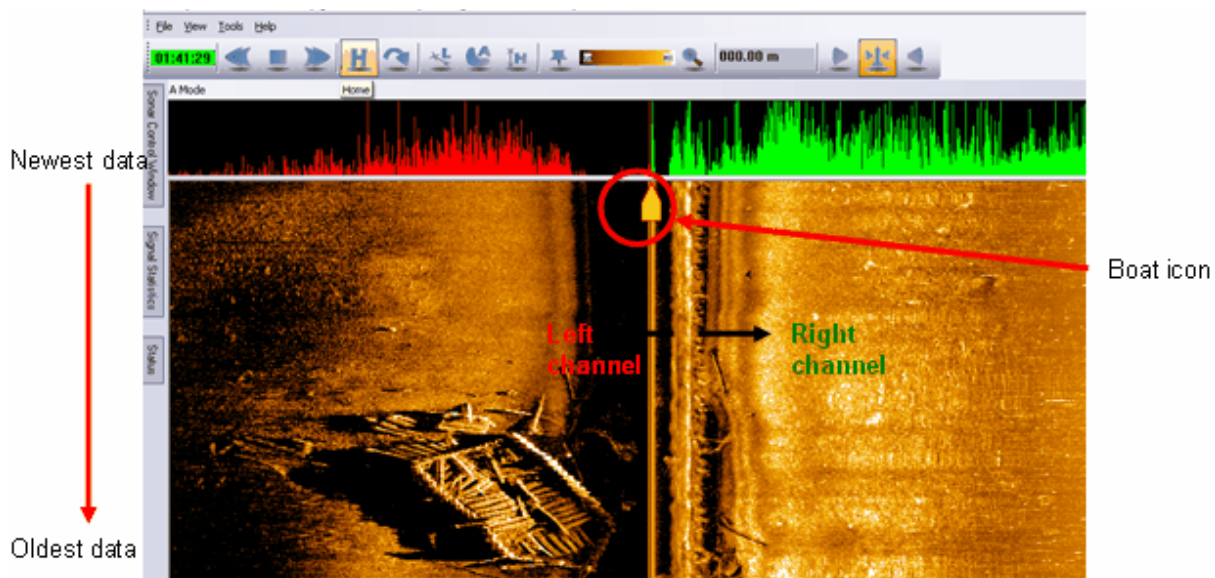 File View Tools Help
01:41:29
H
000.00 m
A Mode
Home
Sonar Control Window
Signal Statistics
Status
Newest data
Boat icon
Left
channel
Right
channel
Oldest data